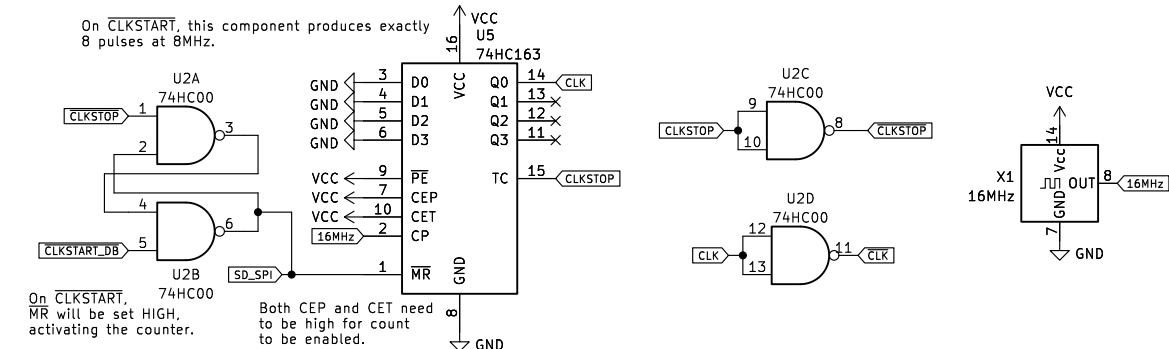 On CLKSTART, this component produces exactly
8 pulses at 8MHz.
VCC
U5
74HC163
16
VCC
GND 3 D0
GND 4 D1
GND 5 D2
GND 6 D3
VCC 9 PE
VCC 7 CEP
VCC 10 CET
16MHz 2 CP
SD_SPI 1 MR
GND
8
GND
Q0 14 CLK
Q1 13
Q2 12
Q3 11
TC 15 CLKSTOP
U2A
74HC00
CLKSTOP 1
2
3
4
CLKSTART_DB 5
6
U2B
74HC00
On CLKSTART,
MR will be set HIGH,
activating the counter.
Both CEP and CET need
to be high for count
to be enabled.
U2C
74HC00
CLKSTOP
9
10
8
CLKSTOP
U2D
74HC00
CLK
12
13
11
CLK
VCC
14
Vcc
X1
16MHz
OUT 8 16MHz
GND
7
GND